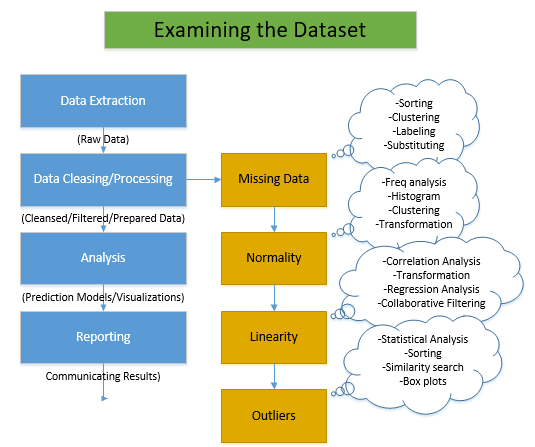 Examining the Dataset
Data Extraction
(Raw Data)
Data Cleasing/Processing
(Cleansed/Filtered/Prepared Data)
Analysis
(Prediction Models/Visualizations)
Reporting
Communicating Results)
Missing Data
Normality
Linearity
Outliers
-Sorting
-Clustering
-Labeling
-Substituting
-Freq analysis
-Histogram
-Clustering
-Transformation
-Correlation Analysis
-Transformation
-Regression Analysis
-Collaborative Filtering
-Statistical Analysis
-Sorting
-Similarity search
-Box plots